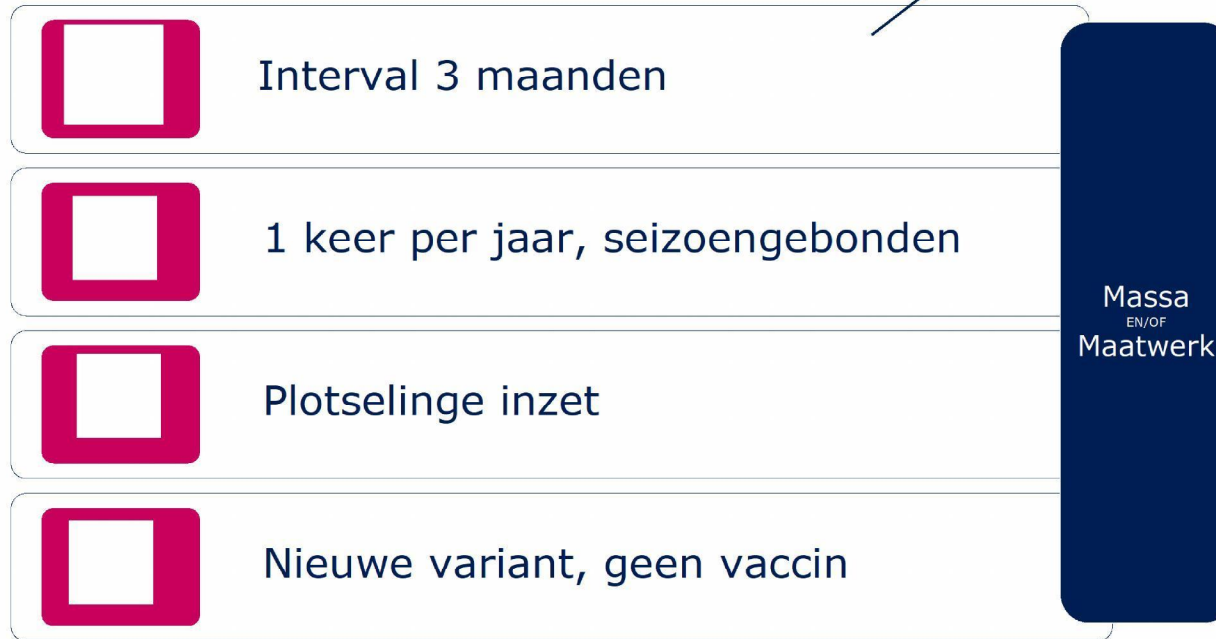 Interval 3 maanden
1 keer per jaar, seizoengebonden
Plotselinge inzet
Nieuwe variant, geen vaccin
Massa
EN/OF
Maatwerk